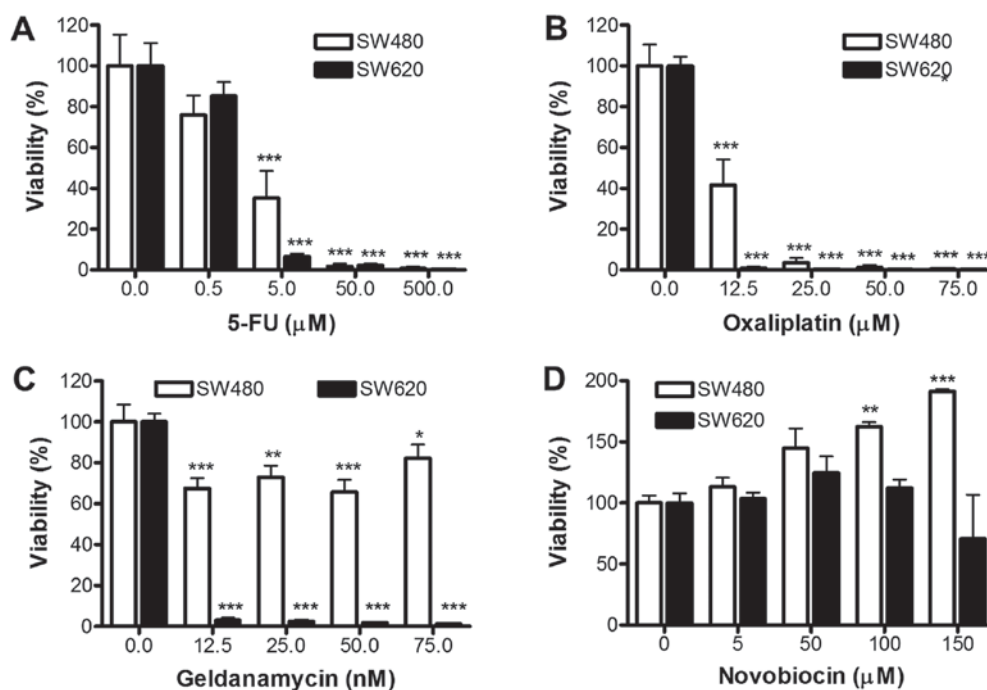 A
Viability (%)
120
100
80
60
40
20
0
SW480
SW620
***
***
*** *** *** ***
0.0 0.5 5.0 50.0 500.0
5-FU (μM)
B
Viability (%)
120
100
80
60
40
20
0
SW480
SW620
*
***
*** *** *** *** *** *** ***
0.0 12.5 25.0 50.0 75.0
Oxaliplatin (μM)
C
Viability (%)
120
100
80
60
40
20
0
SW480 SW620
*** ** *** *
*** *** *** ***
0.0 12.5 25.0 50.0 75.0
Geldanamycin (nM)
D
Viability (%)
200
150
100
50
0
SW480
SW620
** ***
0 5 50 100 150
Novobiocin (μM)